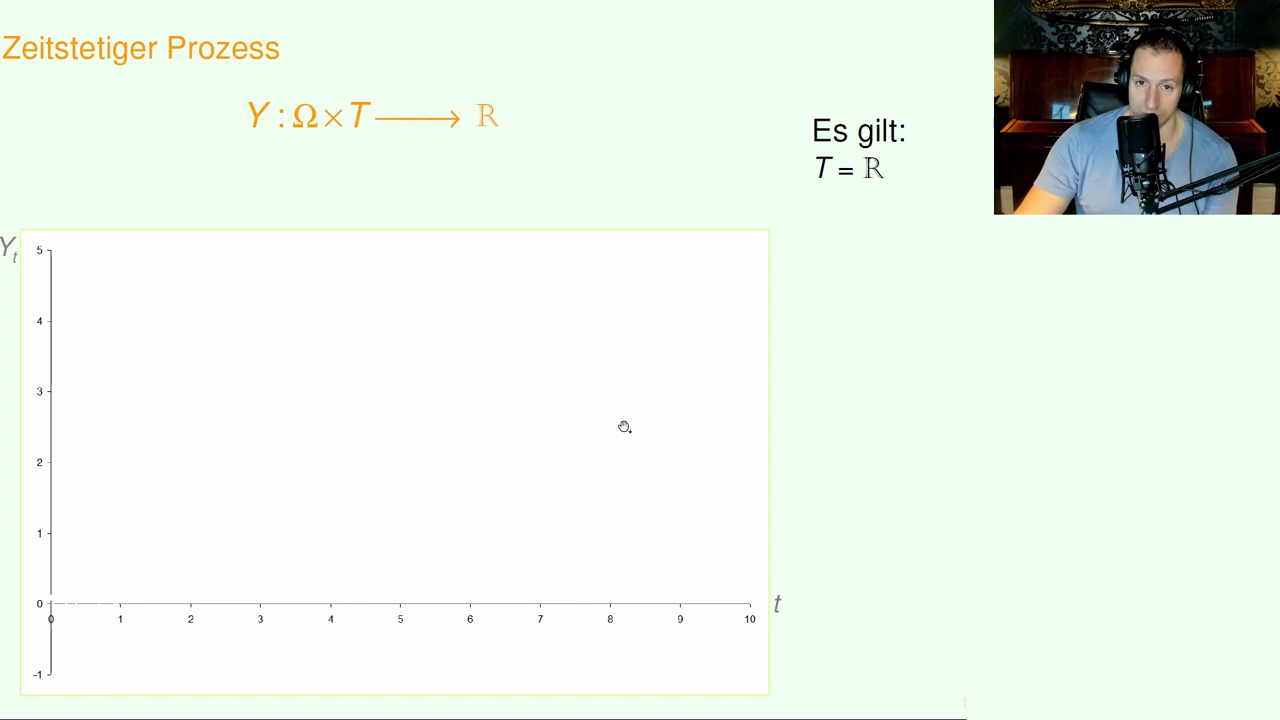 Zeitstetiger Prozess
Y : Ω × T ⟶ ℝ
Es gilt:
T = ℝ
Y_t
5
4
3
2
1
0
-1
0 1 2 3 4 5 6 7 8 9 10
t